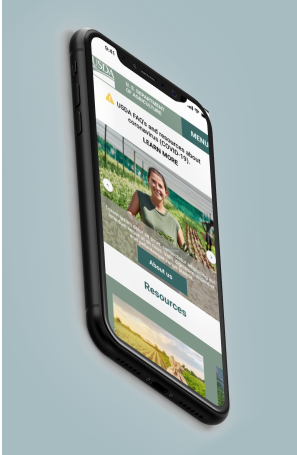 9:41
USDA
U. S. DEPARTMENT
OF AGRICULTURE
MENU
USDA FAQ's and resources about
coronavirus (COVID-19).
LEARN MORE
About us
Resources